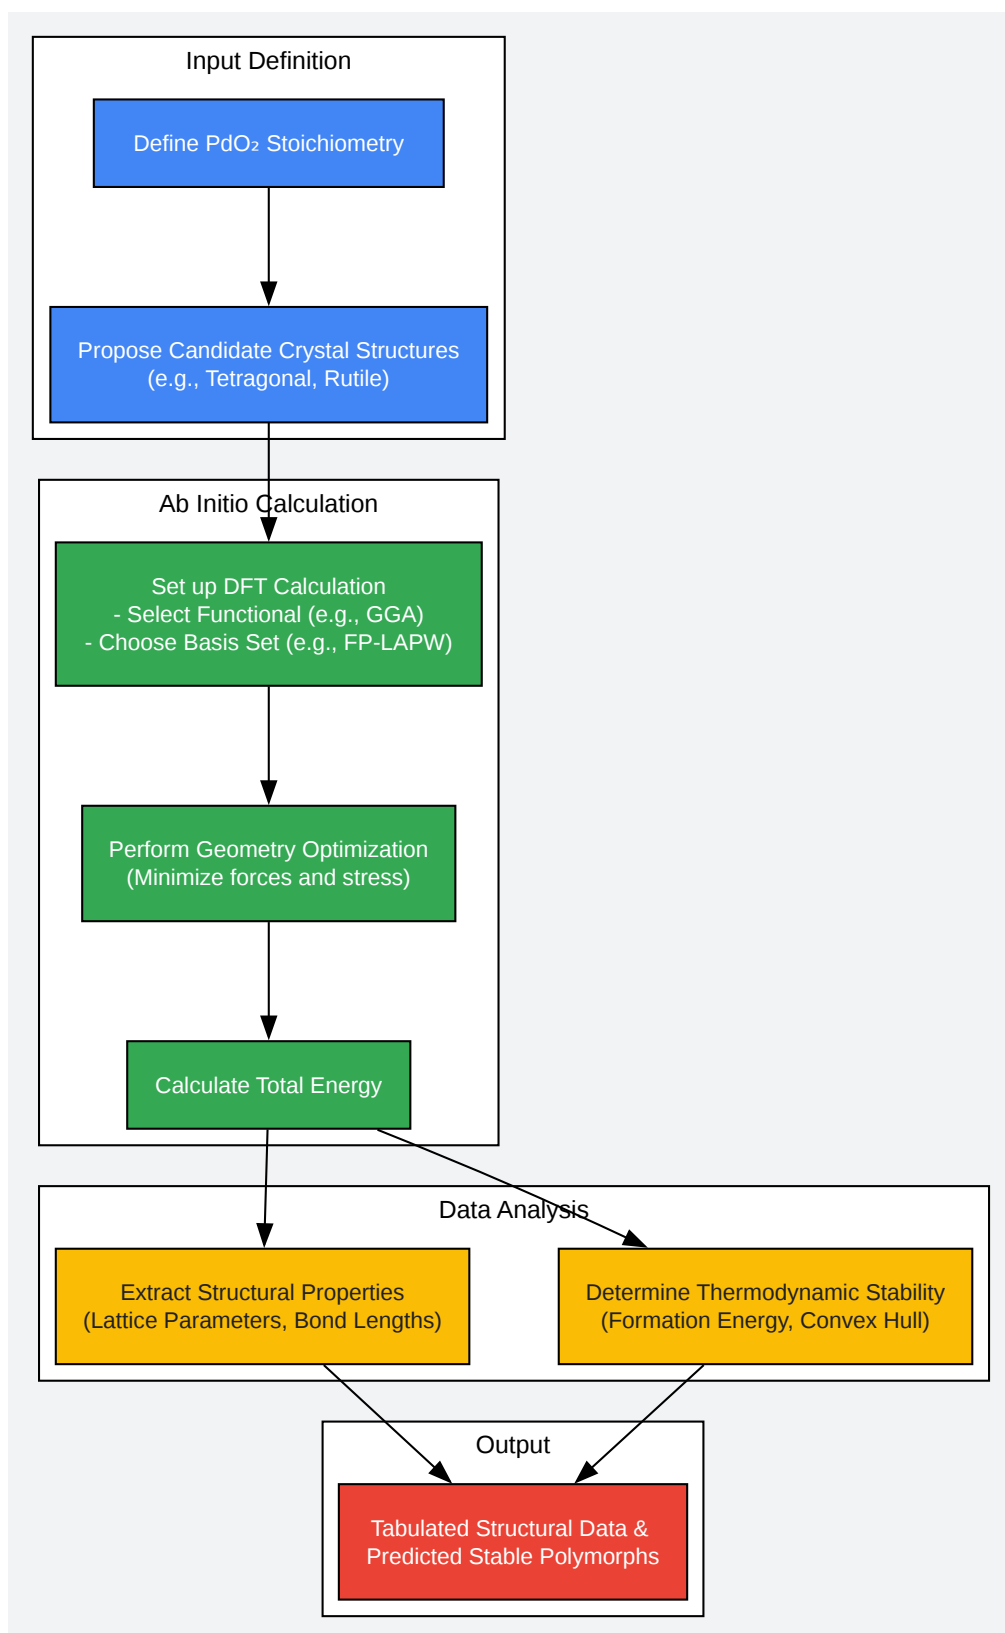 Input Definition
Define PdO₂ Stoichiometry
Propose Candidate Crystal Structures
(e.g., Tetragonal, Rutile)
Ab Initio Calculation
Set up DFT Calculation
- Select Functional (e.g., GGA)
- Choose Basis Set (e.g., FP-LAPW)
Perform Geometry Optimization
(Minimize forces and stress)
Calculate Total Energy
Data Analysis
Extract Structural Properties
(Lattice Parameters, Bond Lengths)
Determine Thermodynamic Stability
(Formation Energy, Convex Hull)
Output
Tabulated Structural Data &
Predicted Stable Polymorphs